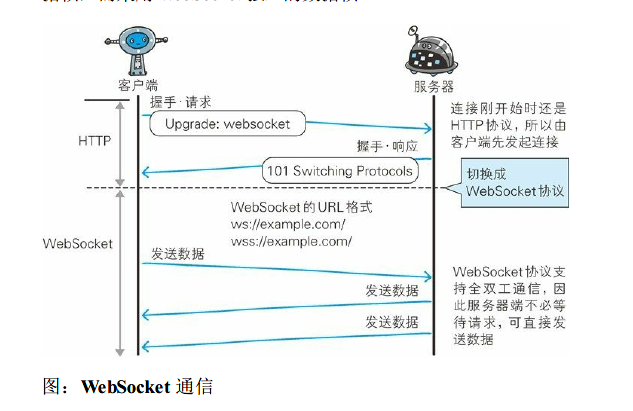 客户端
服务器
握手·请求
Upgrade: websocket
连接刚开始时还是
HTTP协议，所以由
客户端先发起连接
HTTP
握手·响应
101 Switching Protocols
切换成
WebSocket协议
WebSocket的URL格式
ws://example.com/
wss://example.com/
WebSocket
发送数据
WebSocket协议支
持全双工通信，因
此服务器端不必等
待请求，可直接发
送数据
发送数据
发送数据
图：WebSocket 通信